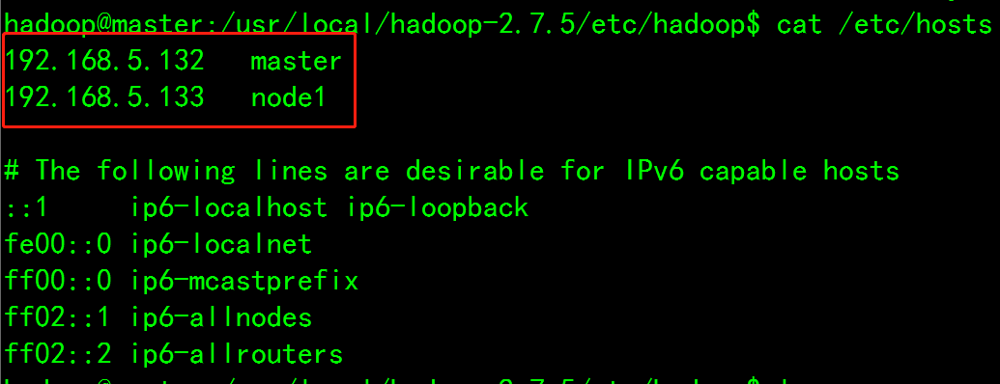 hadoop@master:/usr/local/hadoop-2.7.5/etc/hadoop$ cat /etc/hosts
192.168.5.132   master
192.168.5.133   node1
# The following lines are desirable for IPv6 capable hosts
::1     ip6-localhost ip6-loopback
fe00::0 ip6-localnet
ff00::0 ip6-mcastprefix
ff02::1 ip6-allnodes
ff02::2 ip6-allrouters